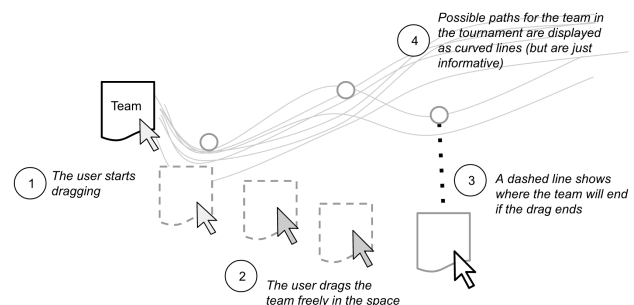 4
Possible paths for the team in
the tournament are displayed
as curved lines (but are just
informative)
Team
1
The user starts
dragging
3
A dashed line shows
where the team will end
if the drag ends
2
The user drags the
team freely in the space